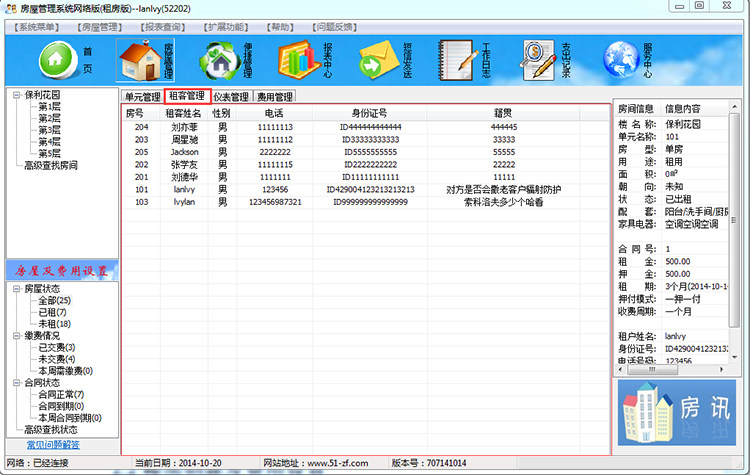 房屋管理系统网络版(租房版)--lanlvy(52202)
【系统菜单】 【房屋管理】 【报表查询】 【扩展功能】 【帮助】 【问题反馈】
首页 房屋管理 便捷管理 报表中心 短信发送 工作日志 支出记录 服务中心
保利花园
第1层
第2层
第3层
第4层
第5层
高级查找房间
单元管理 租客管理 仪表管理 费用管理
房号 租客姓名 性别 电话 身份证号 籍贯
204 刘亦菲 男 11111113 ID444444444444 444445
203 周星驰 男 11111112 ID33333333333 33333
205 Jackson 男 2222222 ID5555555555 55555
202 张学友 男 11111115 ID2222222222 22222
201 刘德华 男 1111111 ID11111111111 11111
101 lanlvy 男 123456 ID429004123213213213 对方是否会撒老客户辐射防护
103 lvylan 男 123456987321 ID999999999999999 索科洛夫多少个哈看
房屋及费用设置
房屋状态
全部(25)
已租(7)
未租(18)
缴费情况
已交费(3)
未交费(4)
本周需缴费(0)
合同状态
合同正常(7)
合同到期(0)
本周合同到期(0)
高级查找状态
常见问题解答
房间信息 信息内容
楼 名 称: 保利花园
单元名称: 101
房 型: 单房
用 途: 租用
面 积: 0m²
朝 向: 未知
状 态: 已出租
配 套: 阳台/洗手间/厨房
家具电器: 空调空调空调
合 同 号: 1
租 金: 500.00
押 金: 500.00
租 期: 3个月(2014-10-1
押付模式: 一押一付
收费周期: 一个月
租户姓名: lanlvy
身份证号: ID4290041232132
电话号码: 123456
房讯
网络:已经连接 当前日期:2014-10-20 网站地址:www.51-zf.com 版本号:707141014